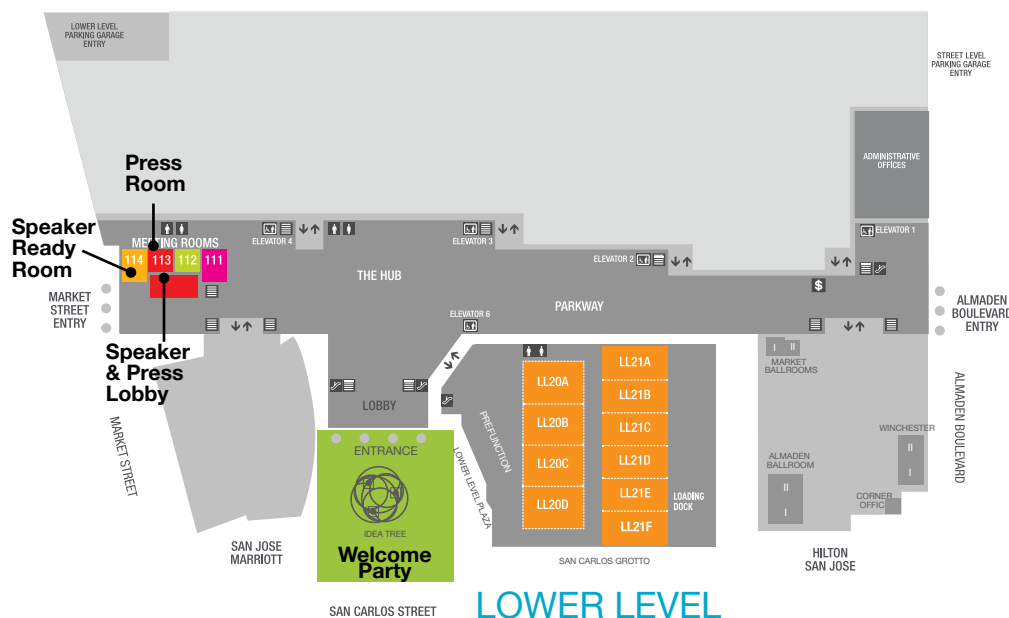 LOWER LEVEL
PARKING GARAGE
ENTRY
STREET LEVEL
PARKING GARAGE
ENTRY
ADMINISTRATIVE
OFFICES
Press
Room
Speaker
Ready
Room
MEETING ROOMS
114
113
112
111
ELEVATOR 4
ELEVATOR 3
ELEVATOR 2
ELEVATOR 1
THE HUB
PARKWAY
$
MARKET
STREET
ENTRY
ALMADEN
BOULEVARD
ENTRY
ELEVATOR 6
Speaker
& Press
Lobby
LOBBY
MARKET STREET
SAN JOSE
MARRIOTT
ENTRANCE
IDEA TREE
Welcome
Party
LOWER LEVEL PLAZA
PREFUNCTION
LL20A
LL20B
LL20C
LL20D
LL21A
LL21B
LL21C
LL21D
LL21E
LL21F
LOADING
DOCK
SAN CARLOS GROTTO
I
II
MARKET
BALLROOMS
ALMADEN
BALLROOM
II
I
WINCHESTER
II
I
CORNER
OFFIC
HILTON
SAN JOSE
ALMADEN BOULEVARD
SAN CARLOS STREET
LOWER LEVEL